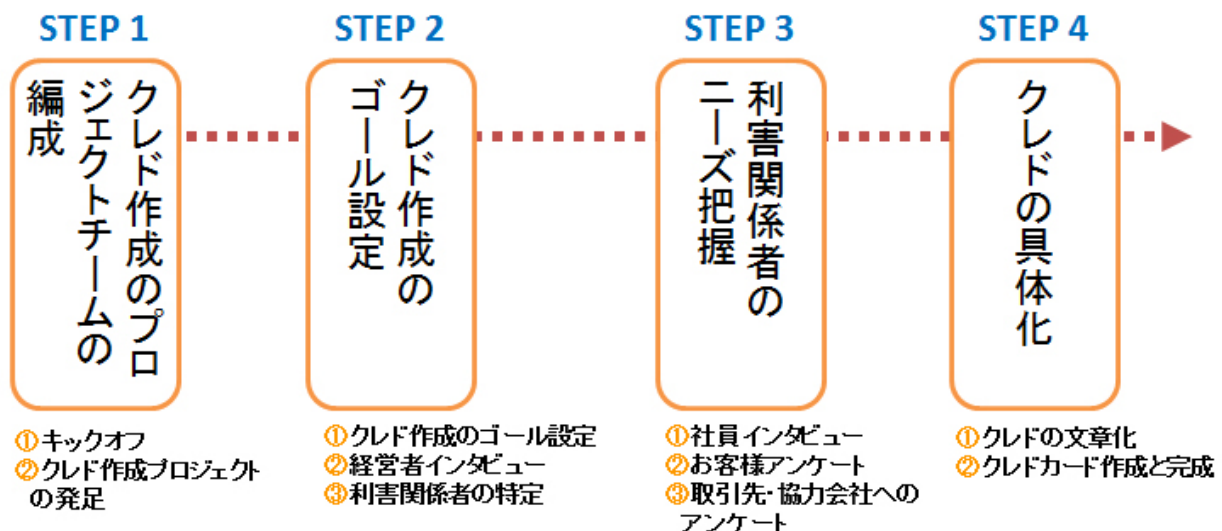 STEP 1
クレド作成のプロ
ジェクトチームの
編成
①キックオフ
②クレド作成プロジェクト
の発足
STEP 2
クレド作成の
ゴール設定
①クレド作成のゴール設定
②経営者インタビュー
③利害関係者の特定
STEP 3
利害関係者の
ニーズ把握
①社員インタビュー
②お客様アンケート
③取引先・協力会社への
アンケート
STEP 4
クレドの具体化
①クレドの文章化
②クレドカード作成と完成